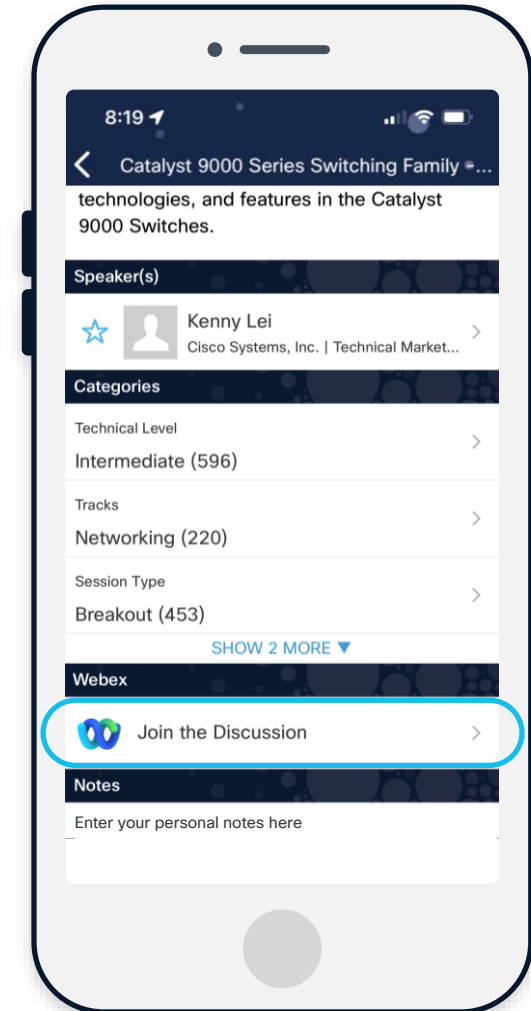 8:19
Catalyst 9000 Series Switching Family -...
technologies, and features in the Catalyst
9000 Switches.
Speaker(s)
Kenny Lei
Cisco Systems, Inc. | Technical Market...
Categories
Technical Level
Intermediate (596)
Tracks
Networking (220)
Session Type
Breakout (453)
SHOW 2 MORE ▼
Webex
Join the Discussion
Notes
Enter your personal notes here